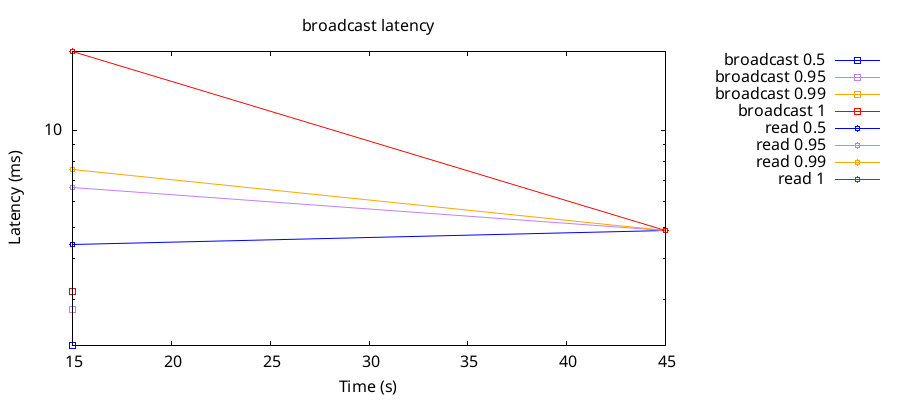 broadcast latency
broadcast 0.5
broadcast 0.95
broadcast 0.99
broadcast 1
read 0.5
read 0.95
read 0.99
read 1
10
Latency (ms)
15 20 25 30 35 40 45
Time (s)